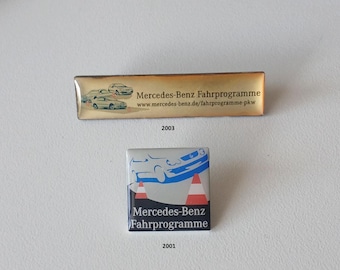 Mercedes-Benz Fahrprogramme
www.mercedes-benz.de/fahrprogramme-pkw
2003
Mercedes-Benz
Fahrprogramme
2001